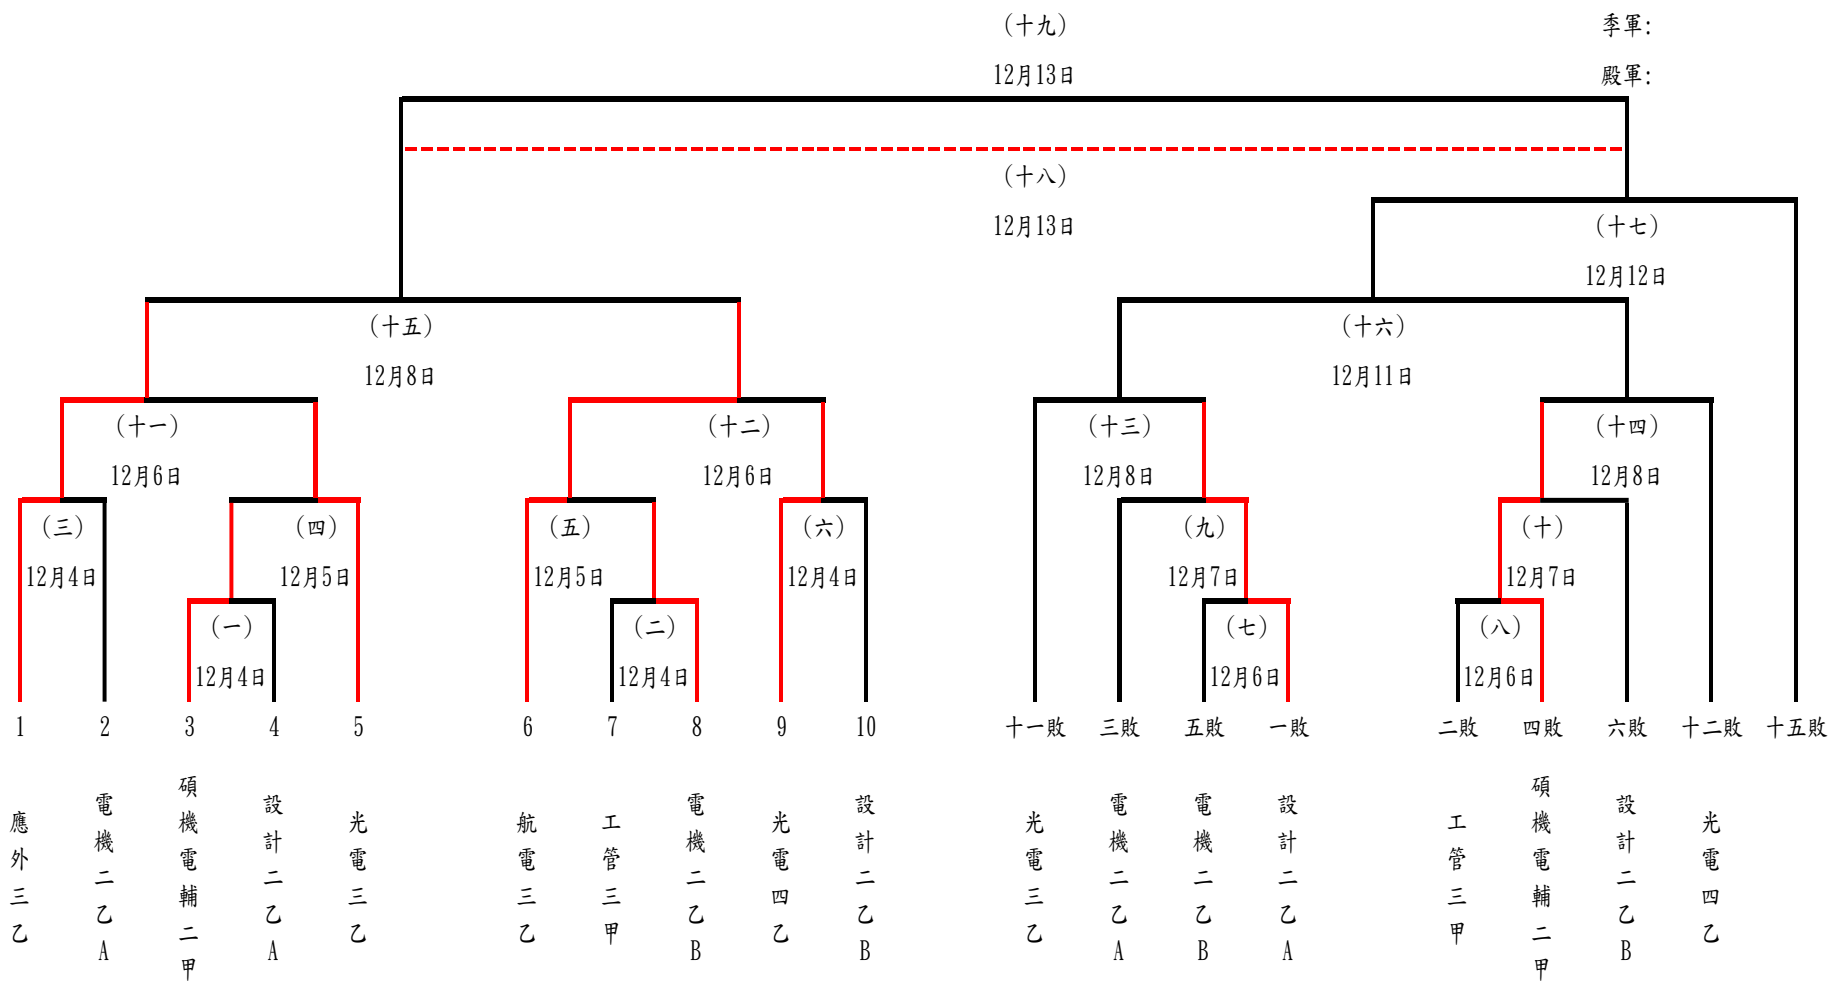 (十九)
季軍:
12月13日
殿軍:
(十八)
12月13日
(十七)
12月12日
(十五)
(十六)
12月8日
12月11日
(十一)
(十二)
(十三)
(十四)
12月6日
12月6日
12月8日
12月8日
(三)
(四)
(五)
(六)
(九)
(十)
12月4日
12月5日
12月5日
12月4日
12月7日
12月7日
(一)
(二)
(七)
(八)
12月4日
12月4日
12月6日
12月6日
1
2
3
4
5
6
7
8
9
10
十一敗
三敗
五敗
一敗
二敗
四敗
六敗
十二敗
十五敗
應外三乙
電機二乙A
碩機電輔二甲
設計二乙A
光電三乙
航電三乙
工管三甲
電機二乙B
光電四乙
設計二乙B
光電三乙
電機二乙A
電機二乙B
設計二乙A
工管三甲
碩機電輔二甲
設計二乙B
光電四乙